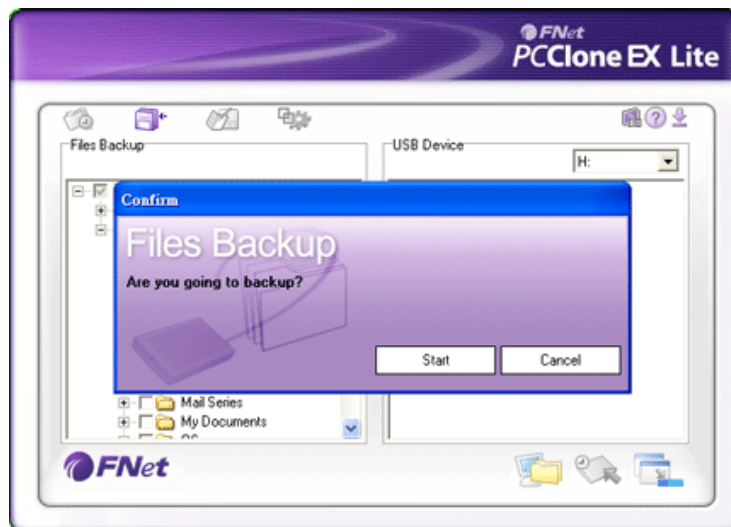 FNet
PCClone EX Lite
Files Backup
USB Device
H:
Confirm
Files Backup
Are you going to backup?
Start
Cancel
Mail Series
My Documents
FNet